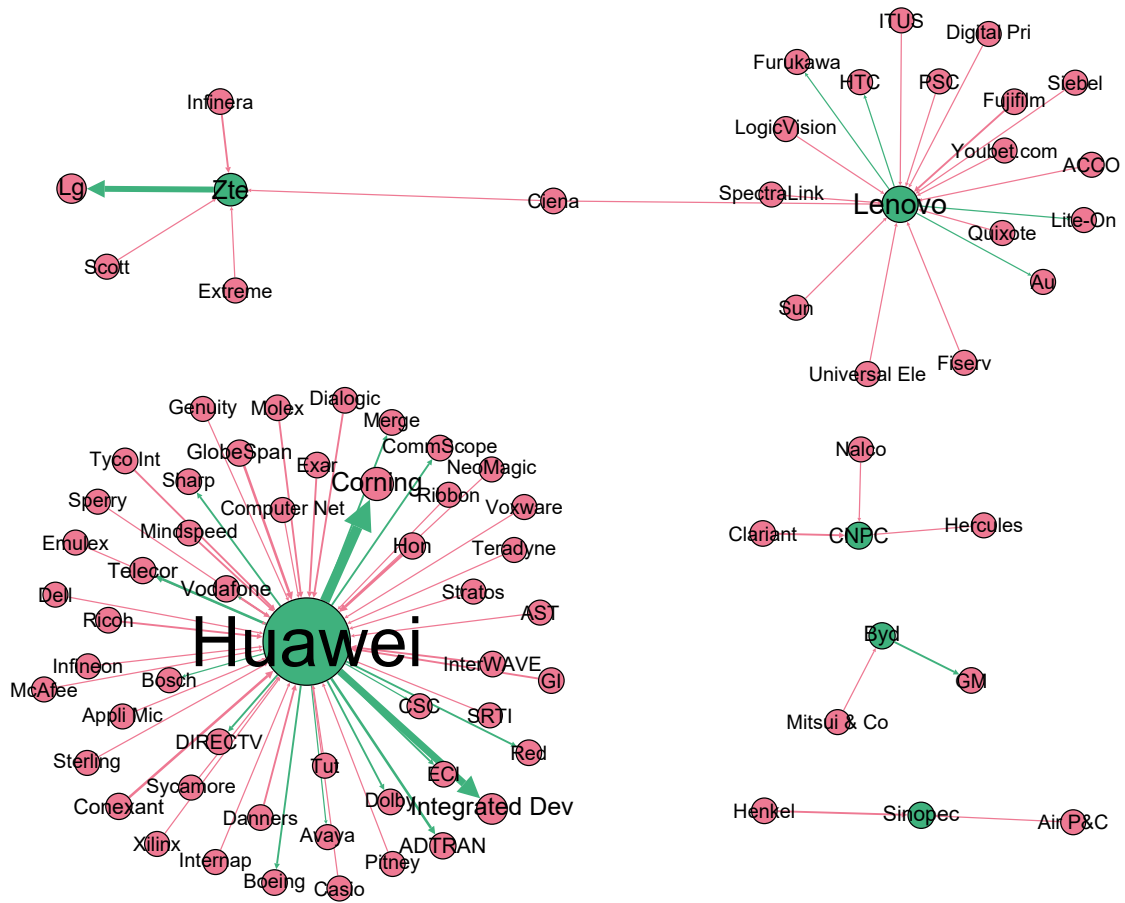 ITUS
Digital Pri
Furukawa
HTC
PSC
Siebel
Fujifilm
Infinera
LogicVision
Youbet.com
ACCO
Lg
Zte
Ciena
SpectraLink
Lenovo
Lite-On
Quixote
Scott
Extreme
Au
Sun
Universal Ele
Fiserv
Genuity
Molex
Dialogic
Merge
GlobeSpan
CommScope
Tyco Int
Exar
NeoMagic
Sharp
Corning
Ribbon
Sperry
Computer Net
Voxware
Mindspeed
Emulex
Hon
Teradyne
Telecor
Vodafone
Stratos
Dell
Ricoh
AST
Huawei
Infineon
InterWAVE
McAfee
Bosch
GI
Appli Mic
CSC
SRTI
DIRECTV
Red
Sterling
Tut
ECI
Sycamore
Conexant
Dolby
Integrated Dev
Danners
Avaya
ADTRAN
Xilinx
Internap
Pitney
Boeing
Casio
Nalco
Clariant
CNPC
Hercules
Byd
GM
Mitsui & Co
Henkel
Sinopec
Air P&C